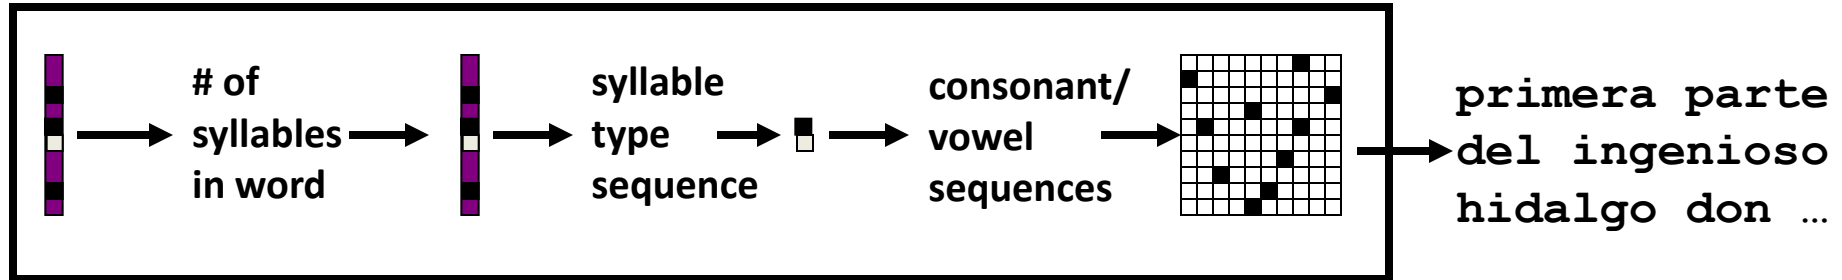 # of
syllables
in word
syllable
type
sequence
consonant/
vowel
sequences
primera parte
del ingenioso
hidalgo don …